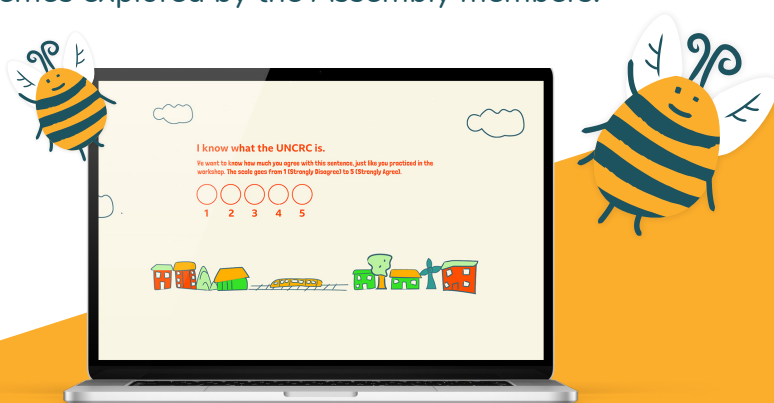 emes explored by the Assembly members.
I know what the UNCRC is.
We want to know how much you agree with this sentence, just like you practiced in the
workshop. The scale goes from 1 (Strongly Disagree) to 5 (Strongly Agree).
1 2 3 4 5